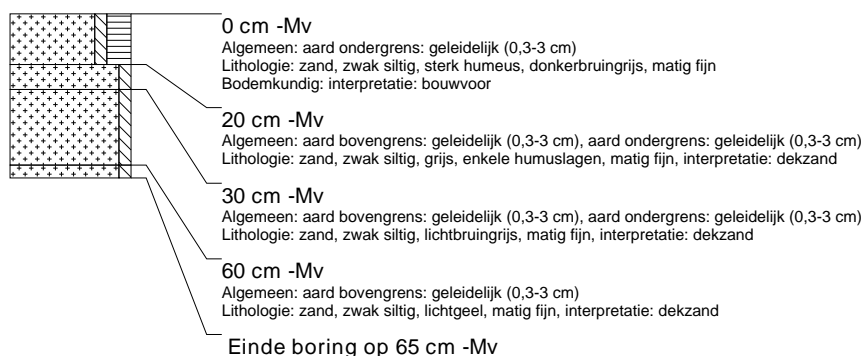 0 cm -Mv
Algemeen: aard ondergrens: geleidelijk (0,3-3 cm)
Lithologie: zand, zwak siltig, sterk humeus, donkerbruingrijs, matig fijn
Bodemkundig: interpretatie: bouwvoor
20 cm -Mv
Algemeen: aard bovengrens: geleidelijk (0,3-3 cm), aard ondergrens: geleidelijk (0,3-3 cm)
Lithologie: zand, zwak siltig, grijs, enkele humuslagen, matig fijn, interpretatie: dekzand
30 cm -Mv
Algemeen: aard bovengrens: geleidelijk (0,3-3 cm), aard ondergrens: geleidelijk (0,3-3 cm)
Lithologie: zand, zwak siltig, lichtbruingrijs, matig fijn, interpretatie: dekzand
60 cm -Mv
Algemeen: aard bovengrens: geleidelijk (0,3-3 cm)
Lithologie: zand, zwak siltig, lichtgeel, matig fijn, interpretatie: dekzand
Einde boring op 65 cm -Mv